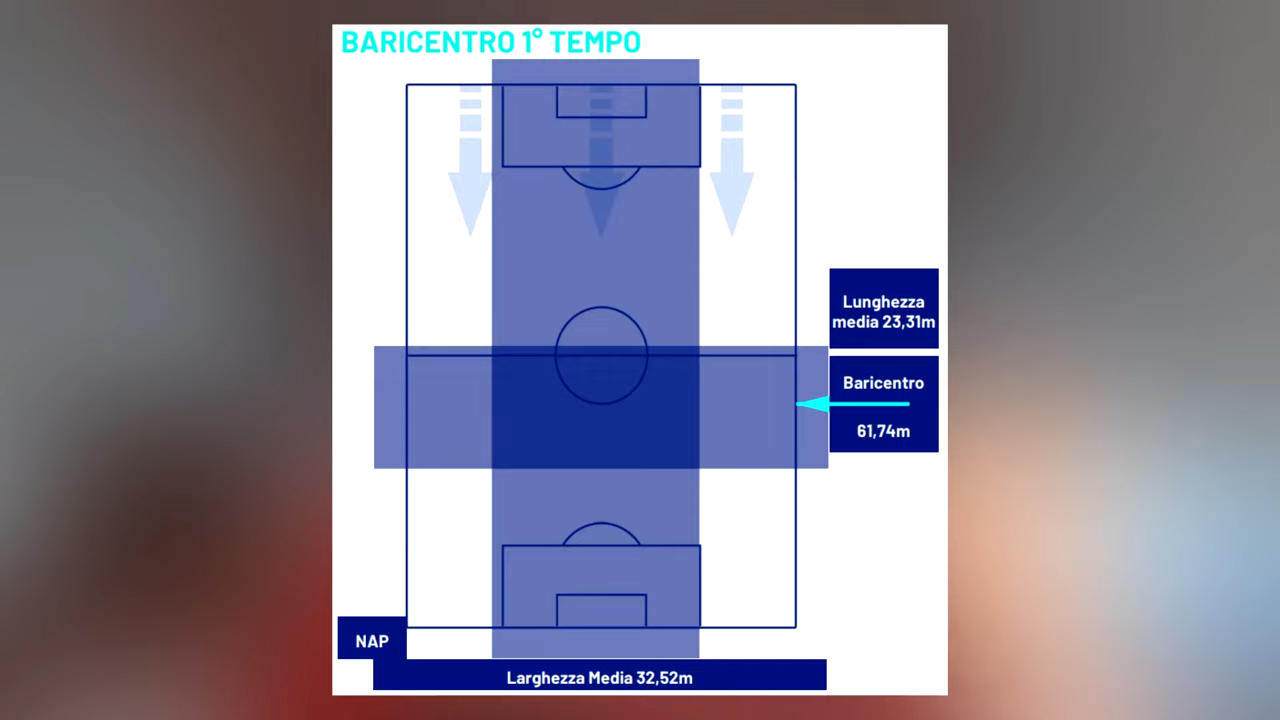 BARICENTRO 1° TEMPO
Lunghezza
media 23,31m
Baricentro
61,74m
NAP
Larghezza Media 32,52m